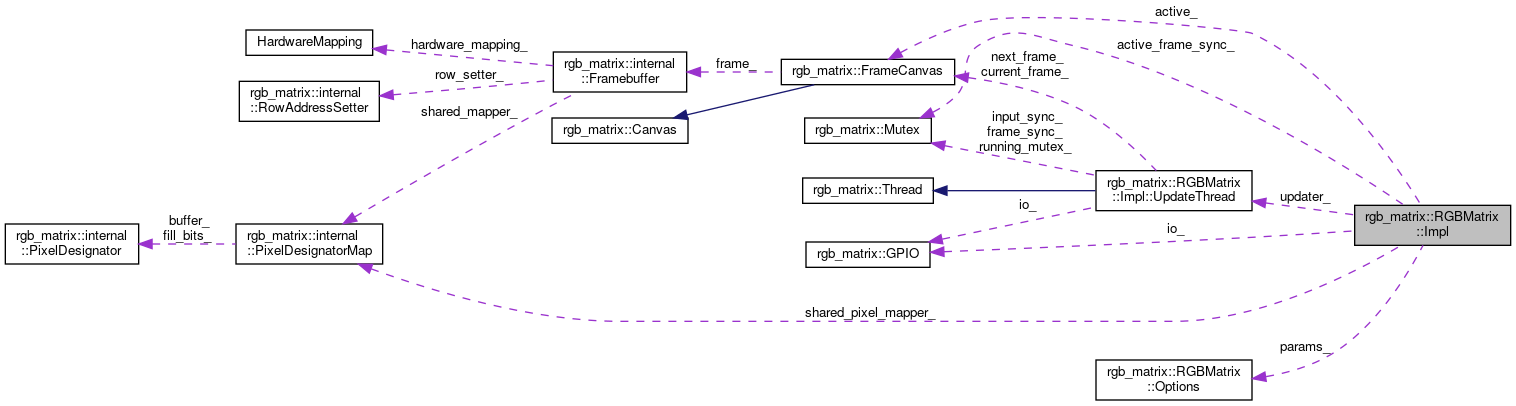 active_
HardwareMapping
hardware_mapping_
active_frame_sync_
next_frame_
current_frame_
rgb_matrix::internal
::Framebuffer
frame_
rgb_matrix::FrameCanvas
row_setter_
rgb_matrix::internal
::RowAddressSetter
shared_mapper_
rgb_matrix::Canvas
rgb_matrix::Mutex
input_sync_
frame_sync_
running_mutex_
rgb_matrix::Thread
rgb_matrix::RGBMatrix
::Impl::UpdateThread
updater_
rgb_matrix::RGBMatrix
::Impl
io_
io_
rgb_matrix::GPIO
buffer_
fill_bits_
rgb_matrix::internal
::PixelDesignator
rgb_matrix::internal
::PixelDesignatorMap
shared_pixel_mapper_
params_
rgb_matrix::RGBMatrix
::Options